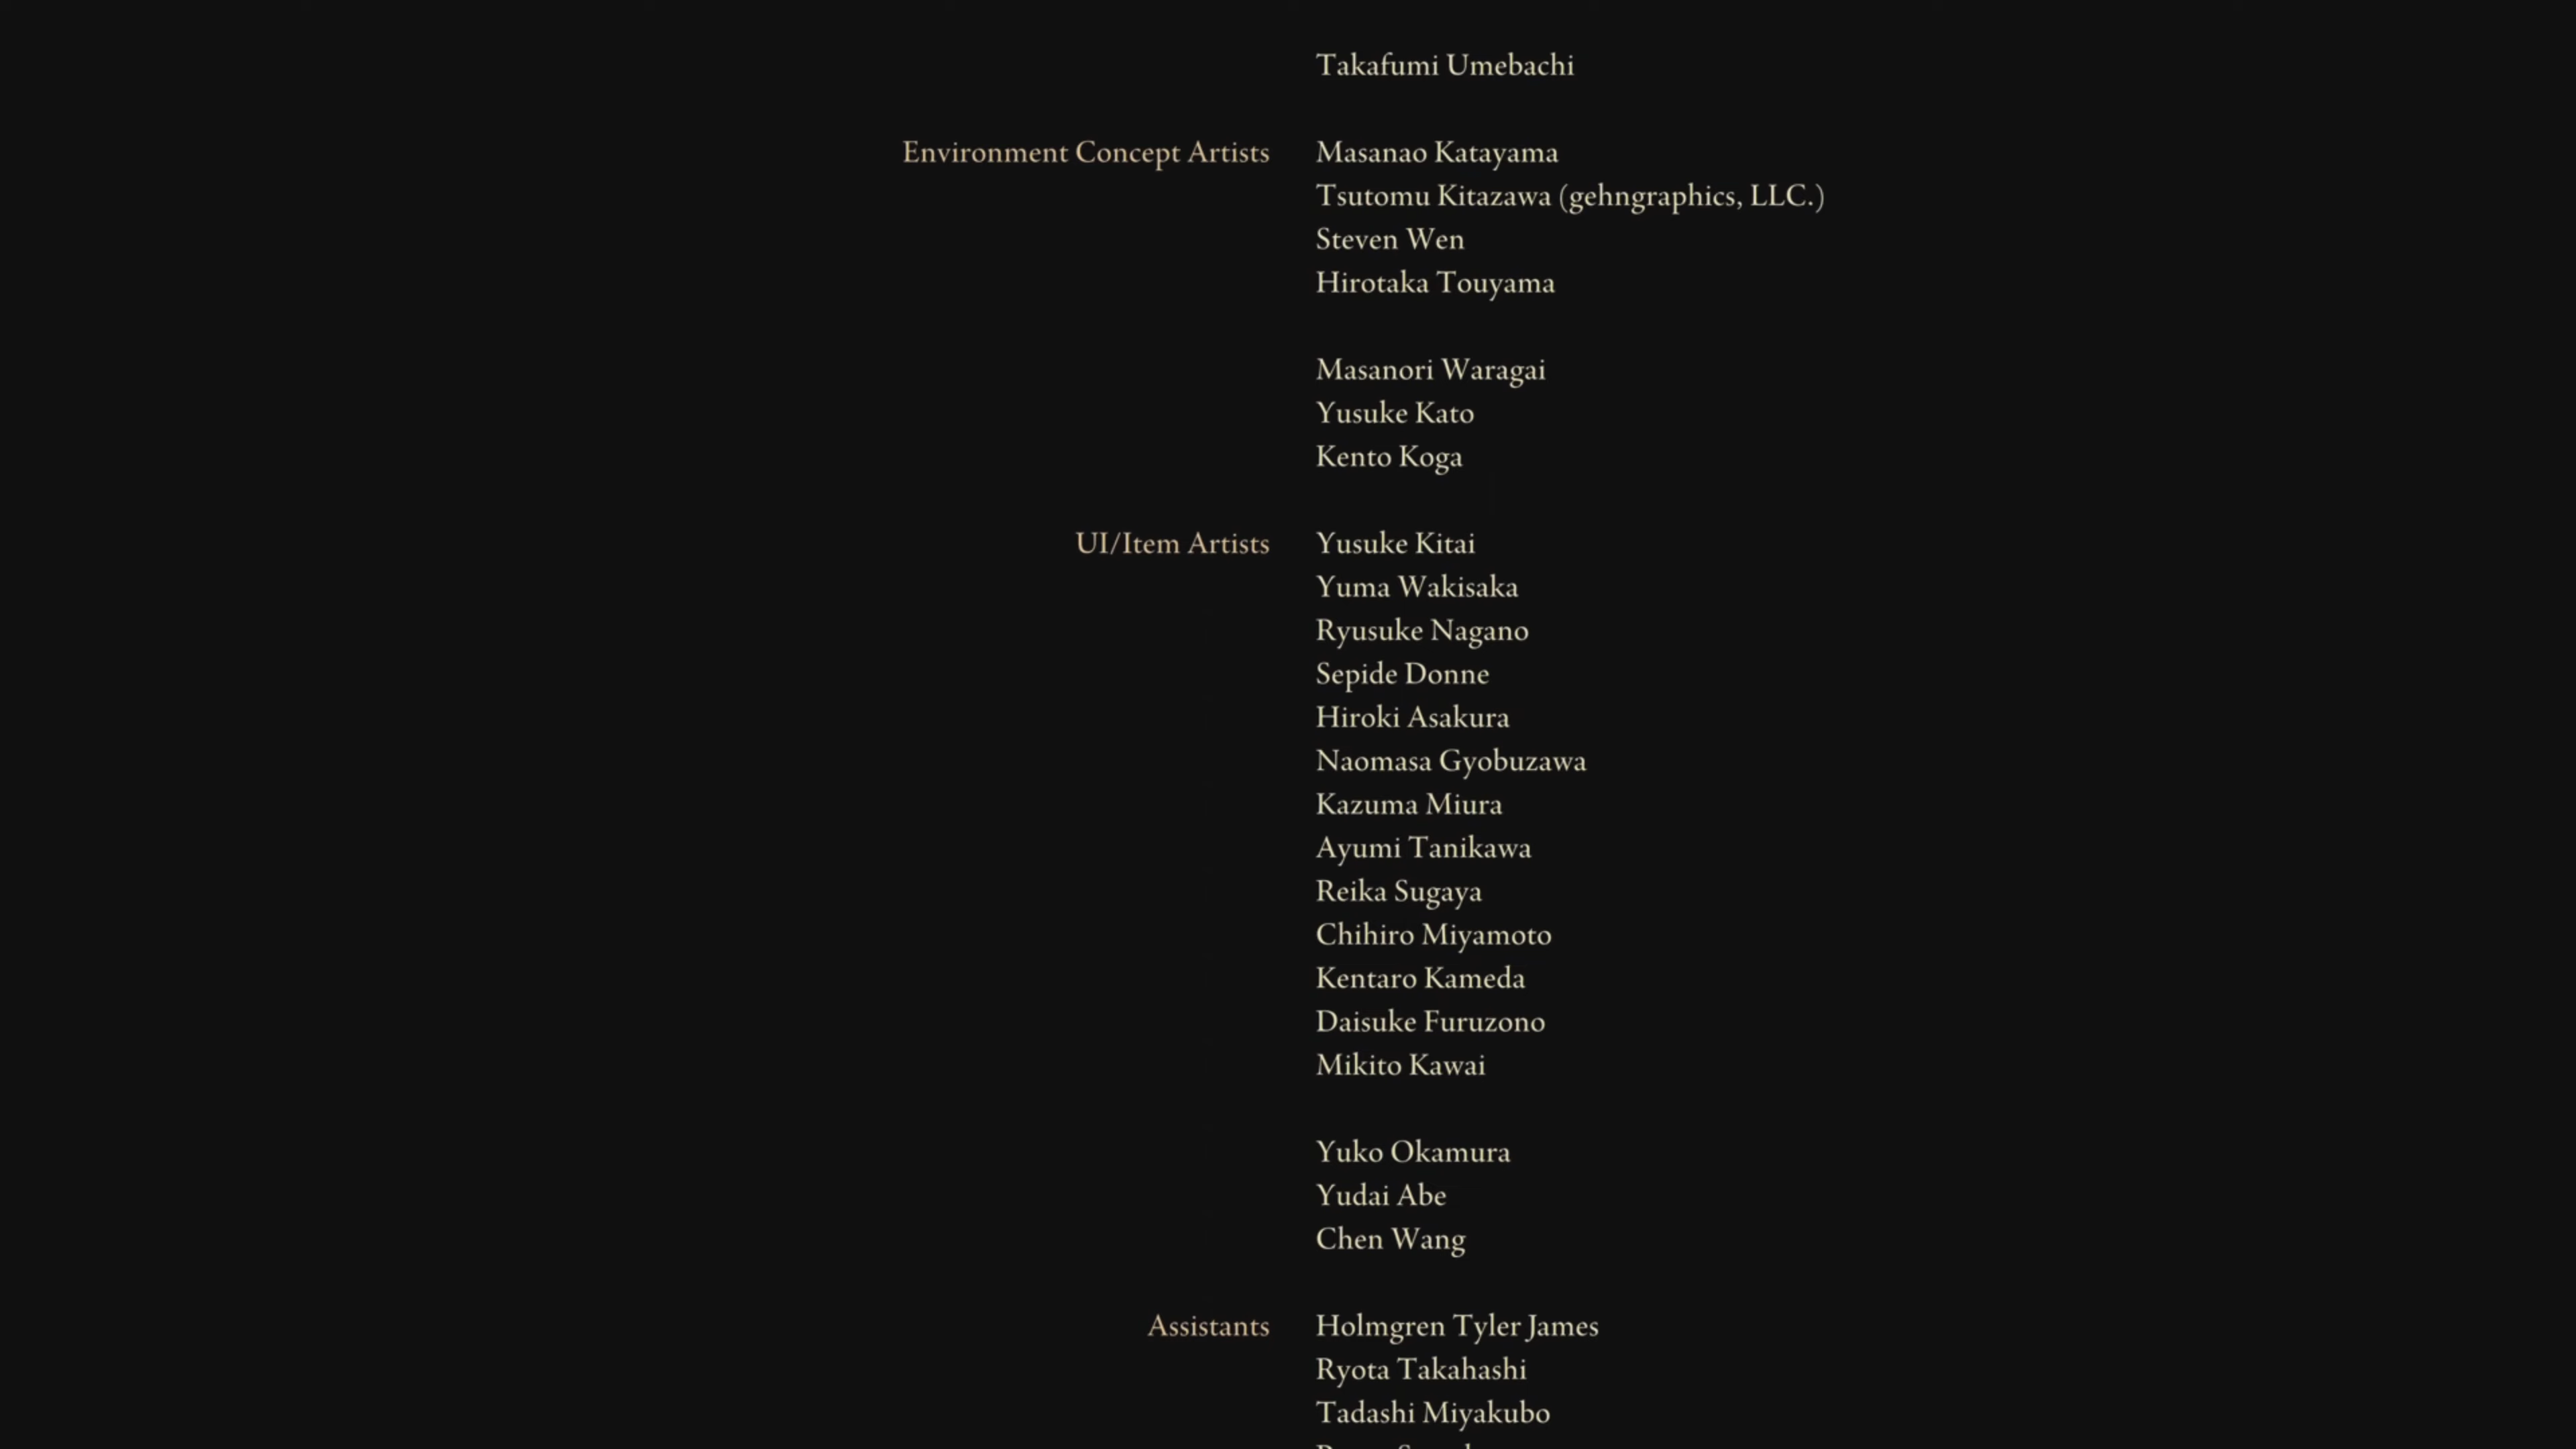 Takafumi Umebachi
Environment Concept Artists Masanao Katayama
Tsutomu Kitazawa (gehngraphics, LLC.)
Steven Wen
Hirotaka Touyama
Masanori Waragai
Yusuke Kato
Kento Koga
UI/Item Artists Yusuke Kitai
Yuma Wakisaka
Ryusuke Nagano
Sepide Donne
Hiroki Asakura
Naomasa Gyobuzawa
Kazuma Miura
Ayumi Tanikawa
Reika Sugaya
Chihiro Miyamoto
Kentaro Kameda
Daisuke Furuzono
Mikito Kawai
Yuko Okamura
Yudai Abe
Chen Wang
Assistants Holmgren Tyler James
Ryota Takahashi
Tadashi Miyakubo